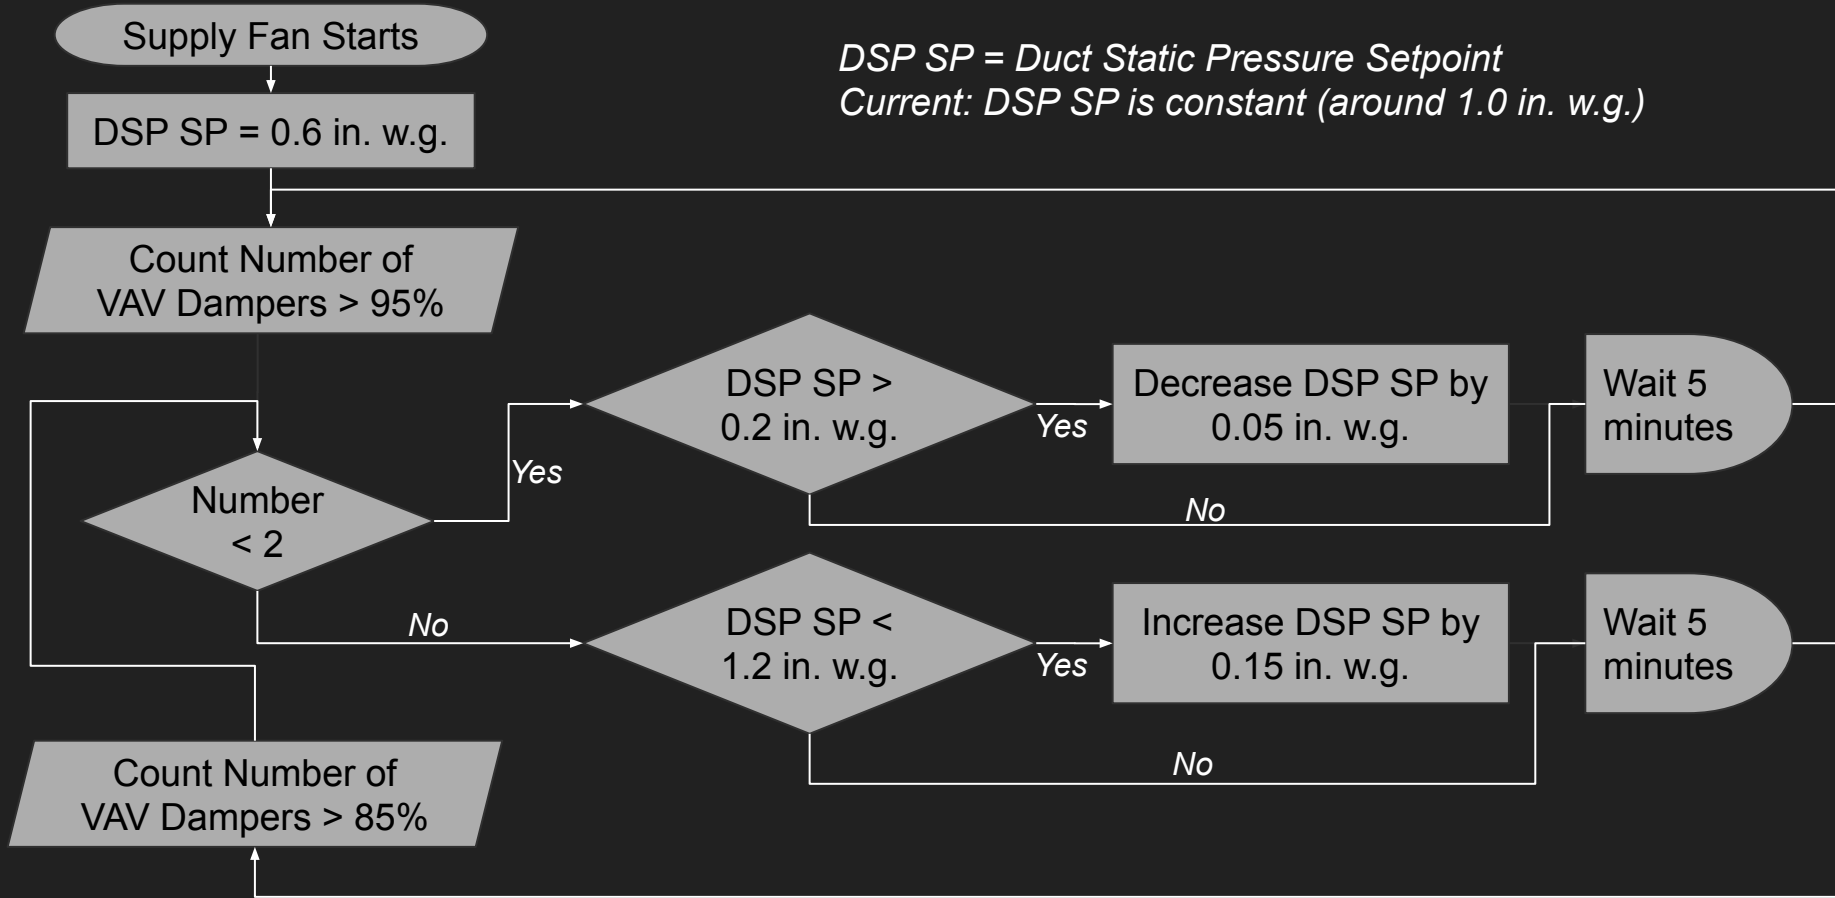 Supply Fan Starts
DSP SP = Duct Static Pressure Setpoint
Current: DSP SP is constant (around 1.0 in. w.g.)
DSP SP = 0.6 in. w.g.
Count Number of
VAV Dampers > 95%
Number
< 2
Yes
No
DSP SP >
0.2 in. w.g.
Yes
No
Decrease DSP SP by
0.05 in. w.g.
Wait 5
minutes
DSP SP <
1.2 in. w.g.
Yes
No
Increase DSP SP by
0.15 in. w.g.
Wait 5
minutes
Count Number of
VAV Dampers > 85%